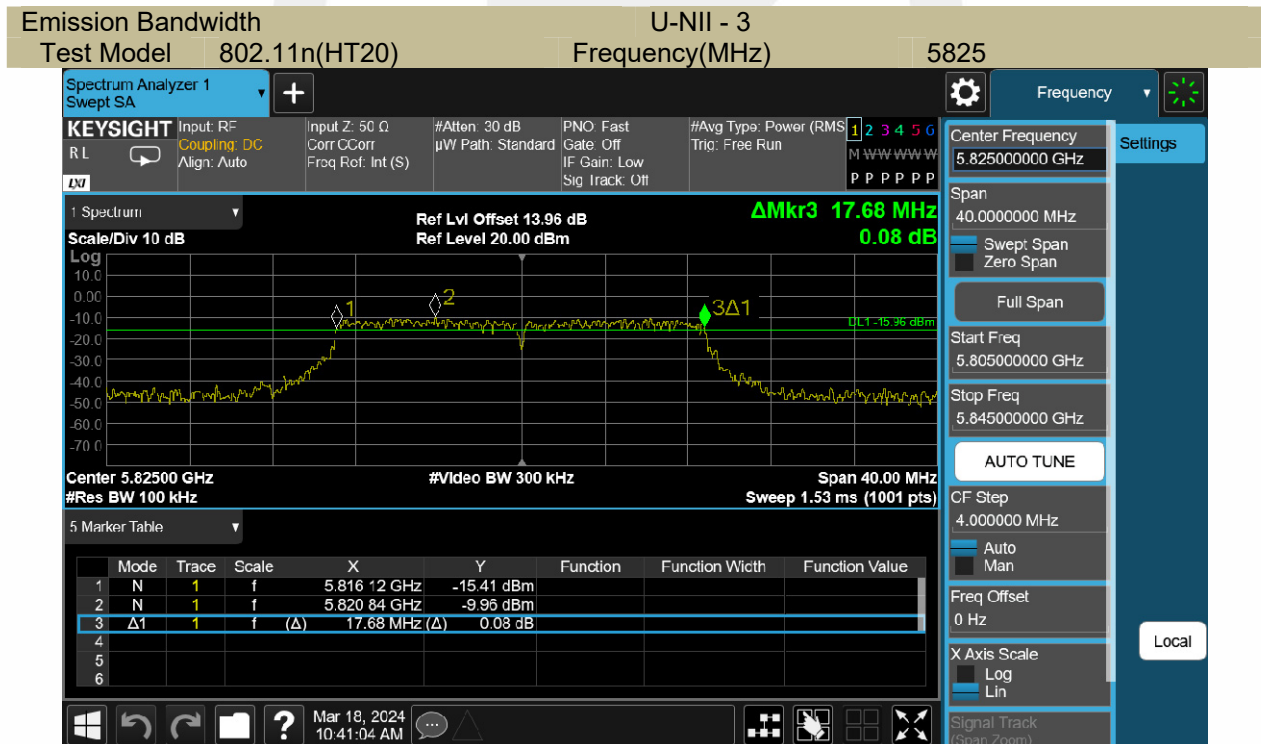 Emission Bandwidth U-NII - 3
Test Model 802.11n(HT20) Frequency(MHz) 5825
Spectrum Analyzer 1
Swept SA
+
Frequency
KEYSIGHT Input: RF Input Z: 50 Ω #Atten: 30 dB PNO: Fast #Avg Type: Power (RMS 1 2 3 4 5 6
R L Coupling: DC Corr CCorr µW Path: Standard Gate: Off Trig: Free Run M W W W W W
Align: Auto Freq Ref: Int (S) IF Gain: Low
LXI Sig Track: Off P P P P P P
1 Spectrum
Ref Lvl Offset 13.96 dB ΔMkr3 17.68 MHz
Scale/Div 10 dB Ref Level 20.00 dBm 0.08 dB
Log
10.0
0.00
-10.0
-20.0
-30.0
-40.0
-50.0
-60.0
-70.0
1
2
3Δ1
DL1 -15.96 dBm
Center 5.82500 GHz #Video BW 300 kHz Span 40.00 MHz
#Res BW 100 kHz Sweep 1.53 ms (1001 pts)
5 Marker Table
Mode Trace Scale X Y Function Function Width Function Value
1 N 1 f 5.816 12 GHz -15.41 dBm
2 N 1 f 5.820 84 GHz -9.96 dBm
3 Δ1 1 f (Δ) 17.68 MHz (Δ) 0.08 dB
4
5
6
Mar 18, 2024
10:41:04 AM
?
Center Frequency
5.825000000 GHz
Settings
Span
40.0000000 MHz
Swept Span
Zero Span
Full Span
Start Freq
5.805000000 GHz
Stop Freq
5.845000000 GHz
AUTO TUNE
CF Step
4.000000 MHz
Auto
Man
Freq Offset
0 Hz
X Axis Scale
Log
Lin
Signal Track
(Span Zoom)
Local